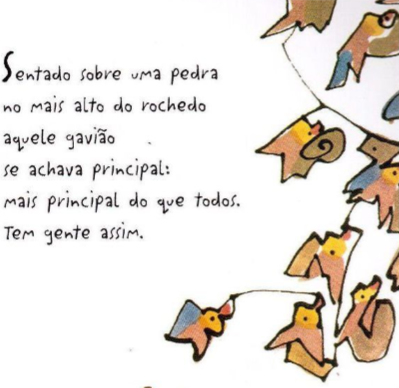 Sentado sobre uma pedra
no mais alto do rochedo
aquele gavião
se achava principal:
mais principal do que todos.
Tem gente assim.